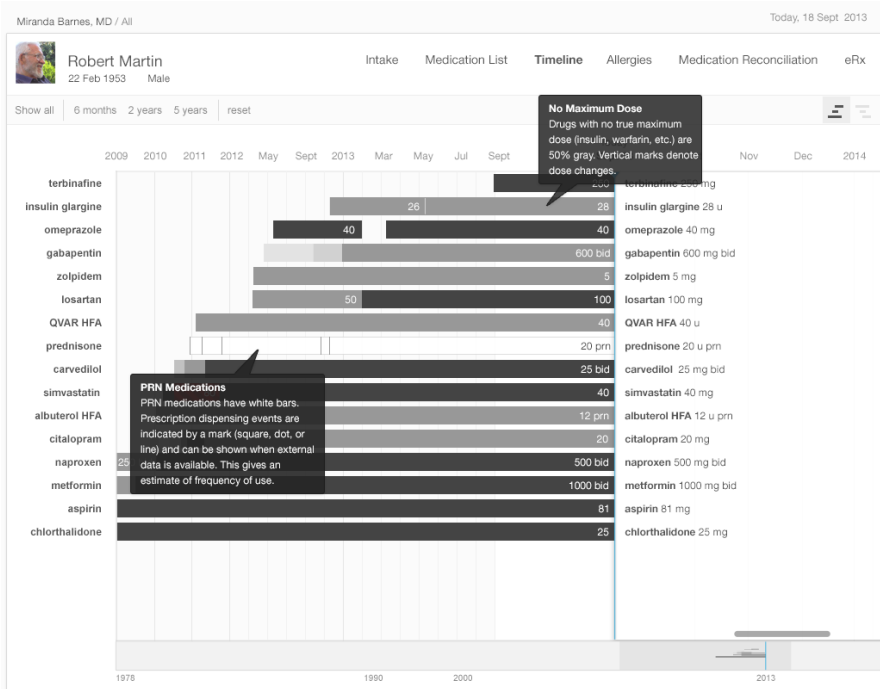 Miranda Barnes, MD / All
Today, 18 Sept 2013
Robert Martin
22 Feb 1953 Male
Intake Medication List Timeline Allergies Medication Reconciliation eRx
Show all 6 months 2 years 5 years reset
No Maximum Dose
Drugs with no true maximum
dose (insulin, warfarin, etc.) are
50% gray. Vertical marks denote
dose changes.
2009 2010 2011 2012 May Sept 2013 Mar May Jul Sept Nov Dec 2014
terbinafine 250 terbinafine 250 mg
insulin glargine 26 28 insulin glargine 28 u
omeprazole 40 40 omeprazole 40 mg
gabapentin 600 bid gabapentin 600 mg bid
zolpidem 5 zolpidem 5 mg
losartan 50 100 losartan 100 mg
QVAR HFA 40 QVAR HFA 40 u
prednisone 20 prn prednisone 20 u prn
carvedilol 25 bid carvedilol 25 mg bid
simvastatin 40 simvastatin 40 mg
albuterol HFA 12 prn albuterol HFA 12 u prn
citalopram 20 citalopram 20 mg
naproxen 25 500 bid naproxen 500 mg bid
metformin 1000 bid metformin 1000 mg bid
aspirin 81 aspirin 81 mg
chlorthalidone 25 chlorthalidone 25 mg
PRN Medications
PRN medications have white bars.
Prescription dispensing events are
indicated by a mark (square, dot, or
line) and can be shown when external
data is available. This gives an
estimate of frequency of use.
1978 1990 2000 2013